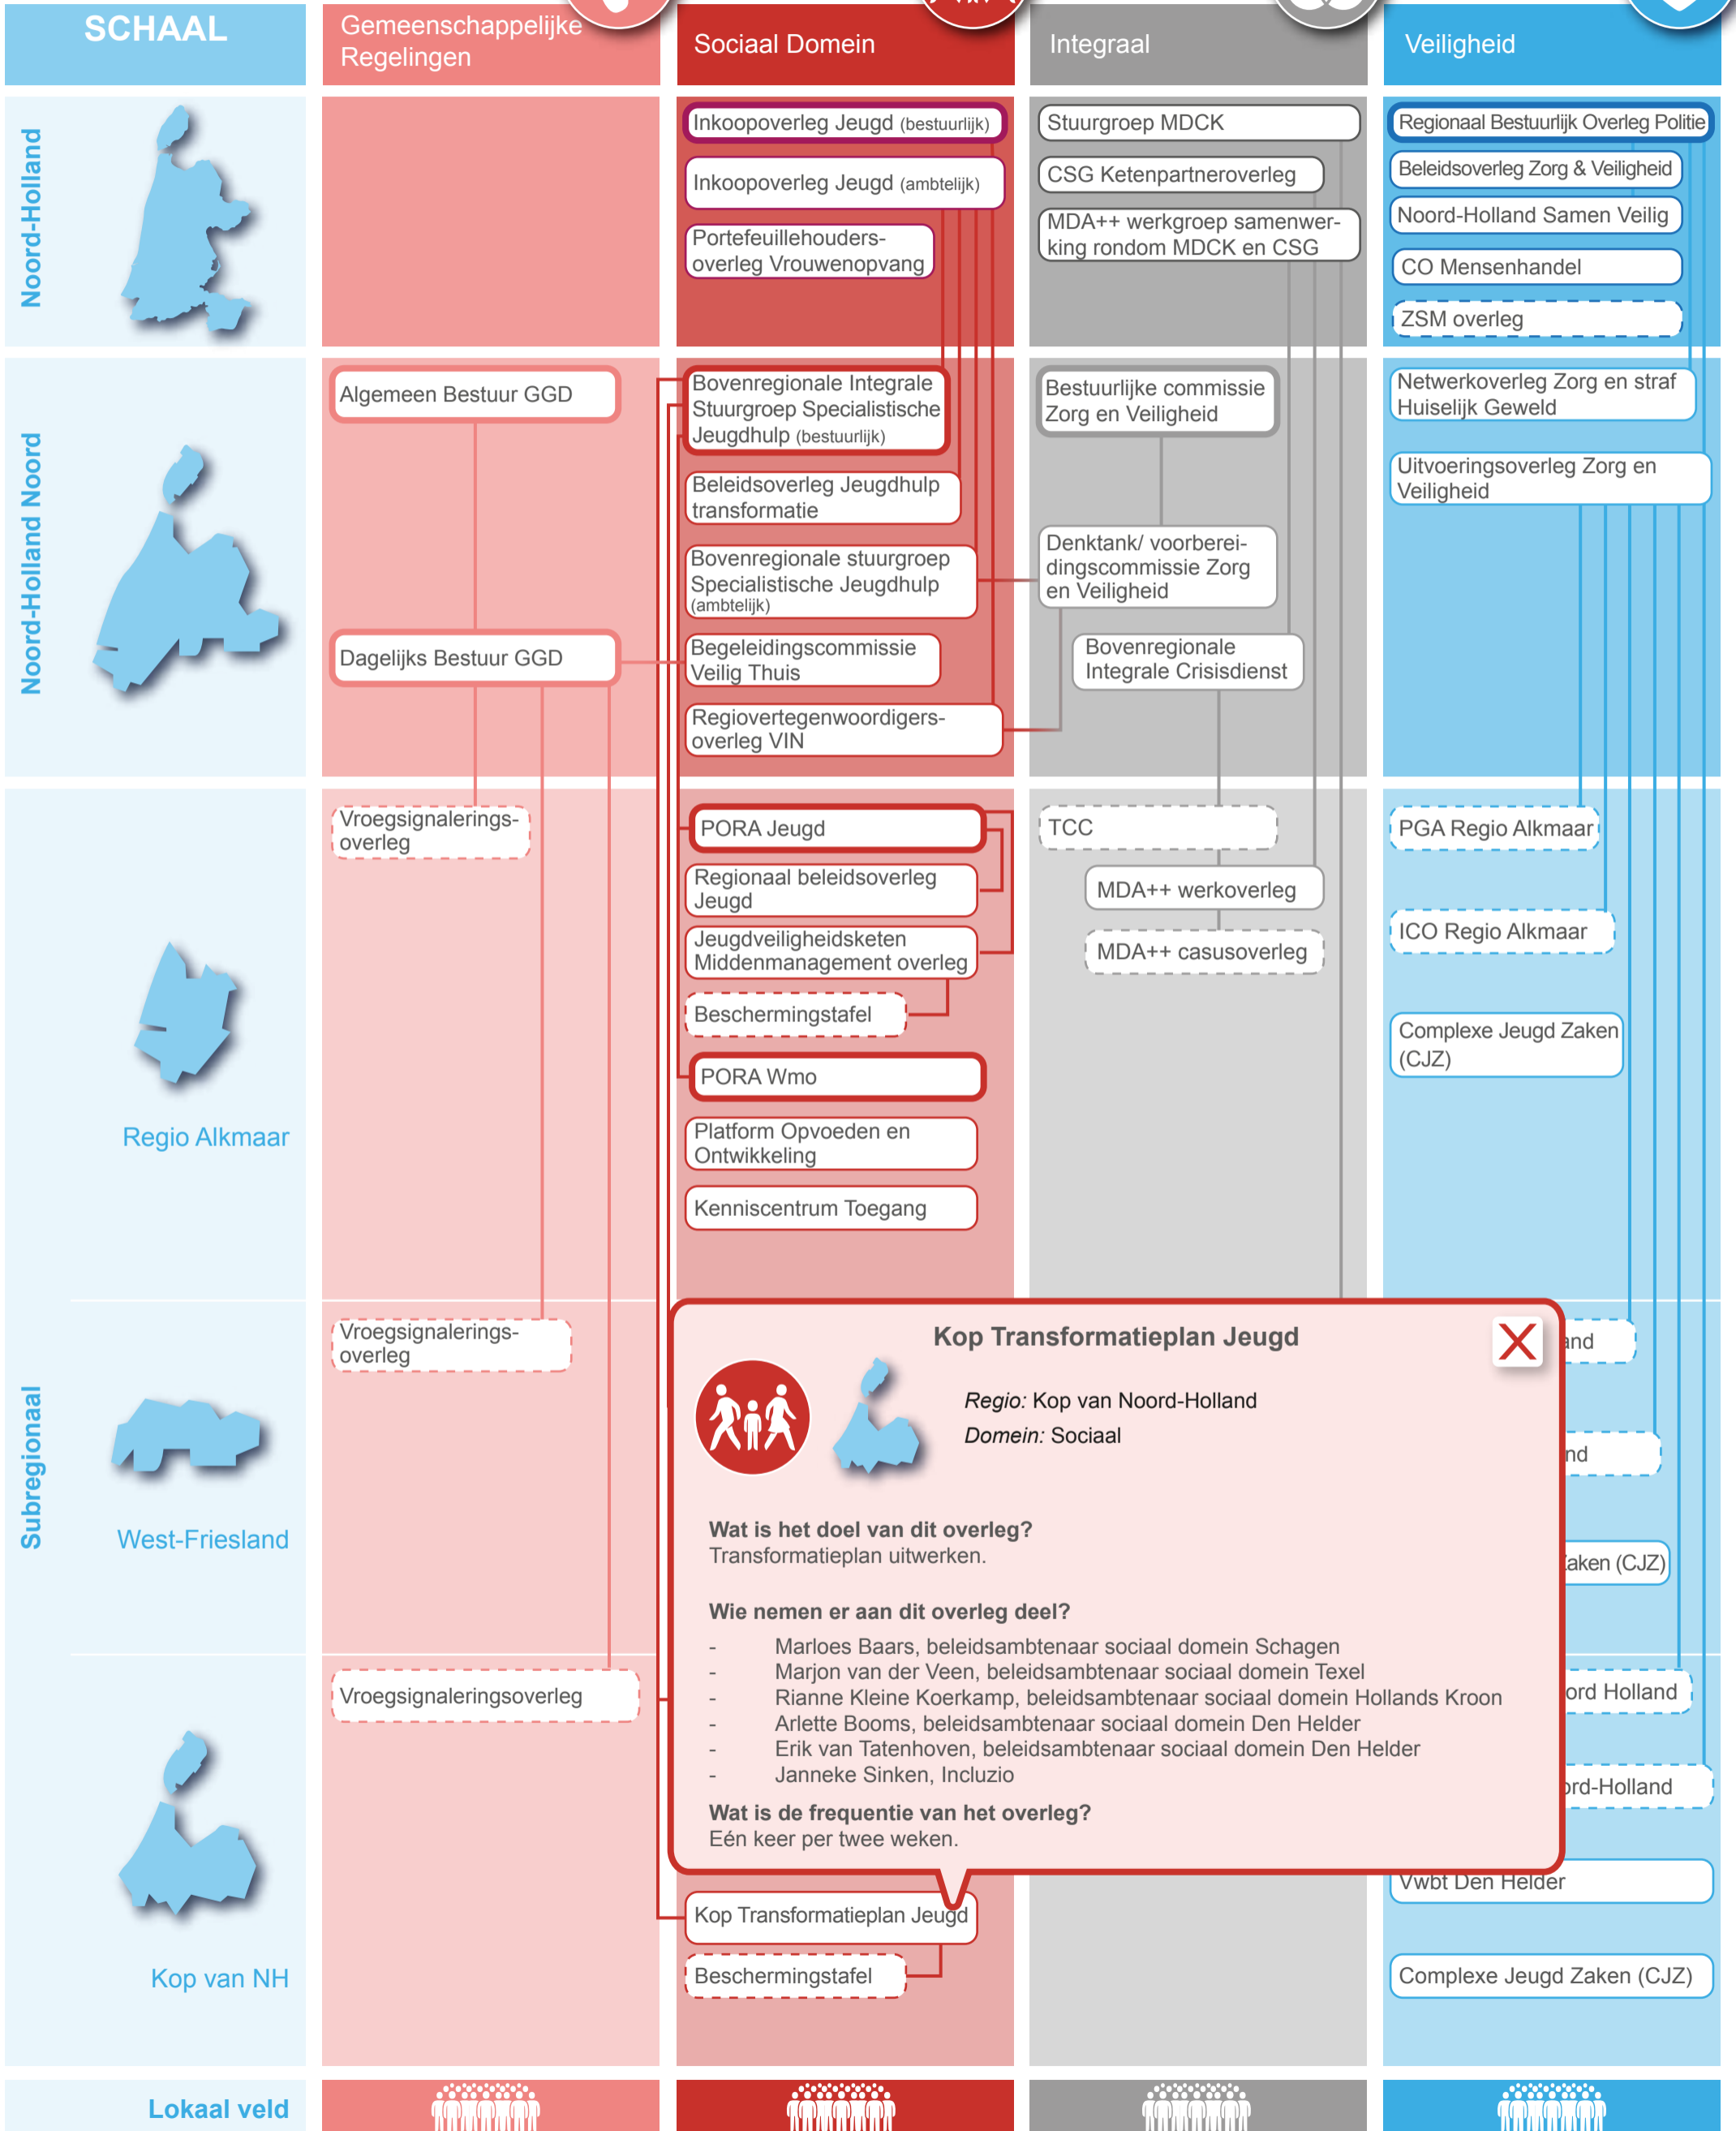 SCHAAL
Gemeenschappelijke
Regelingen
Sociaal Domein
Integraal
Veiligheid
Noord-Holland
Inkoopoverleg Jeugd (bestuurlijk)
Inkoopoverleg Jeugd (ambtelijk)
Portefeuillehouders-
overleg Vrouwenopvang
Stuurgroep MDCK
CSG Ketenpartneroverleg
MDA++ werkgroep samenwer-
king rondom MDCK en CSG
Regionaal Bestuurlijk Overleg Politie
Beleidsoverleg Zorg & Veiligheid
Noord-Holland Samen Veilig
CO Mensenhandel
ZSM overleg
Noord-Holland Noord
Algemeen Bestuur GGD
Dagelijks Bestuur GGD
Bovenregionale Integrale
Stuurgroep Specialistische
Jeugdhulp (bestuurlijk)
Beleidsoverleg Jeugdhulp
transformatie
Bovenregionale stuurgroep
Specialistische Jeugdhulp
(ambtelijk)
Begeleidingscommissie
Veilig Thuis
Regiovertegenwoordigers-
overleg VIN
Bestuurlijke commissie
Zorg en Veiligheid
Denktank/ voorberei-
dingscommissie Zorg
en Veiligheid
Bovenregionale
Integrale Crisisdienst
Netwerkoverleg Zorg en straf
Huiselijk Geweld
Uitvoeringsoverleg Zorg en
Veiligheid
Subregionaal
Regio Alkmaar
Vroegsignalerings-
overleg
PORA Jeugd
Regionaal beleidsoverleg
Jeugd
Jeugdveiligheidsketen
Middenmanagement overleg
Beschermingstafel
PORA Wmo
Platform Opvoeden en
Ontwikkeling
Kenniscentrum Toegang
TCC
MDA++ werkoverleg
MDA++ casusoverleg
PGA Regio Alkmaar
ICO Regio Alkmaar
Complexe Jeugd Zaken
(CJZ)
West-Friesland
Vroegsignalerings-
overleg
and
nd
Zaken (CJZ)
Kop Transformatieplan Jeugd
X
Regio: Kop van Noord-Holland
Domein: Sociaal
Wat is het doel van dit overleg?
Transformatieplan uitwerken.
Wie nemen er aan dit overleg deel?
- Marloes Baars, beleidsambtenaar sociaal domein Schagen
- Marjon van der Veen, beleidsambtenaar sociaal domein Texel
- Rianne Kleine Koerkamp, beleidsambtenaar sociaal domein Hollands Kroon
- Arlette Booms, beleidsambtenaar sociaal domein Den Helder
- Erik van Tatenhoven, beleidsambtenaar sociaal domein Den Helder
- Janneke Sinken, Incluzio
Wat is de frequentie van het overleg?
Eén keer per twee weken.
Kop van NH
Vroegsignaleringsoverleg
Kop Transformatieplan Jeugd
Beschermingstafel
ord Holland
ord-Holland
Vwbt Den Helder
Complexe Jeugd Zaken (CJZ)
Lokaal veld